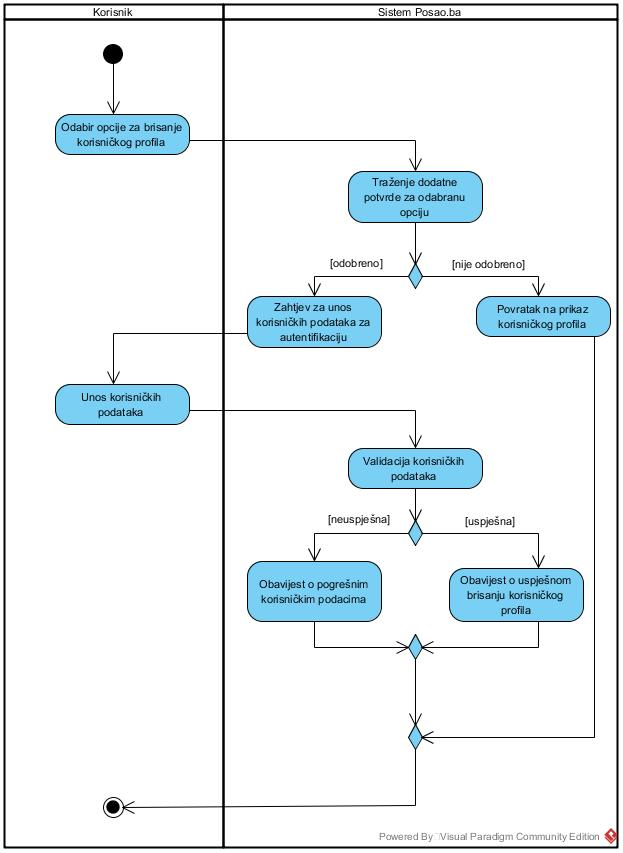 Korisnik
Sistem Posao.ba
Odabir opcije za brisanje
korisničkog profila
Traženje dodatne
potvrde za odabranu
opciju
[odobreno]
[nije odobreno]
Zahtjev za unos
korisničkih podataka za
autentifikaciju
Povratak na prikaz
korisničkog profila
Unos korisničkih
podataka
Validacija korisničkih
podataka
[neuspješna]
[uspješna]
Obavijest o pogrešnim
korisničkim podacima
Obavijest o uspješnom
brisanju korisničkog
profila
Powered By Visual Paradigm Community Edition